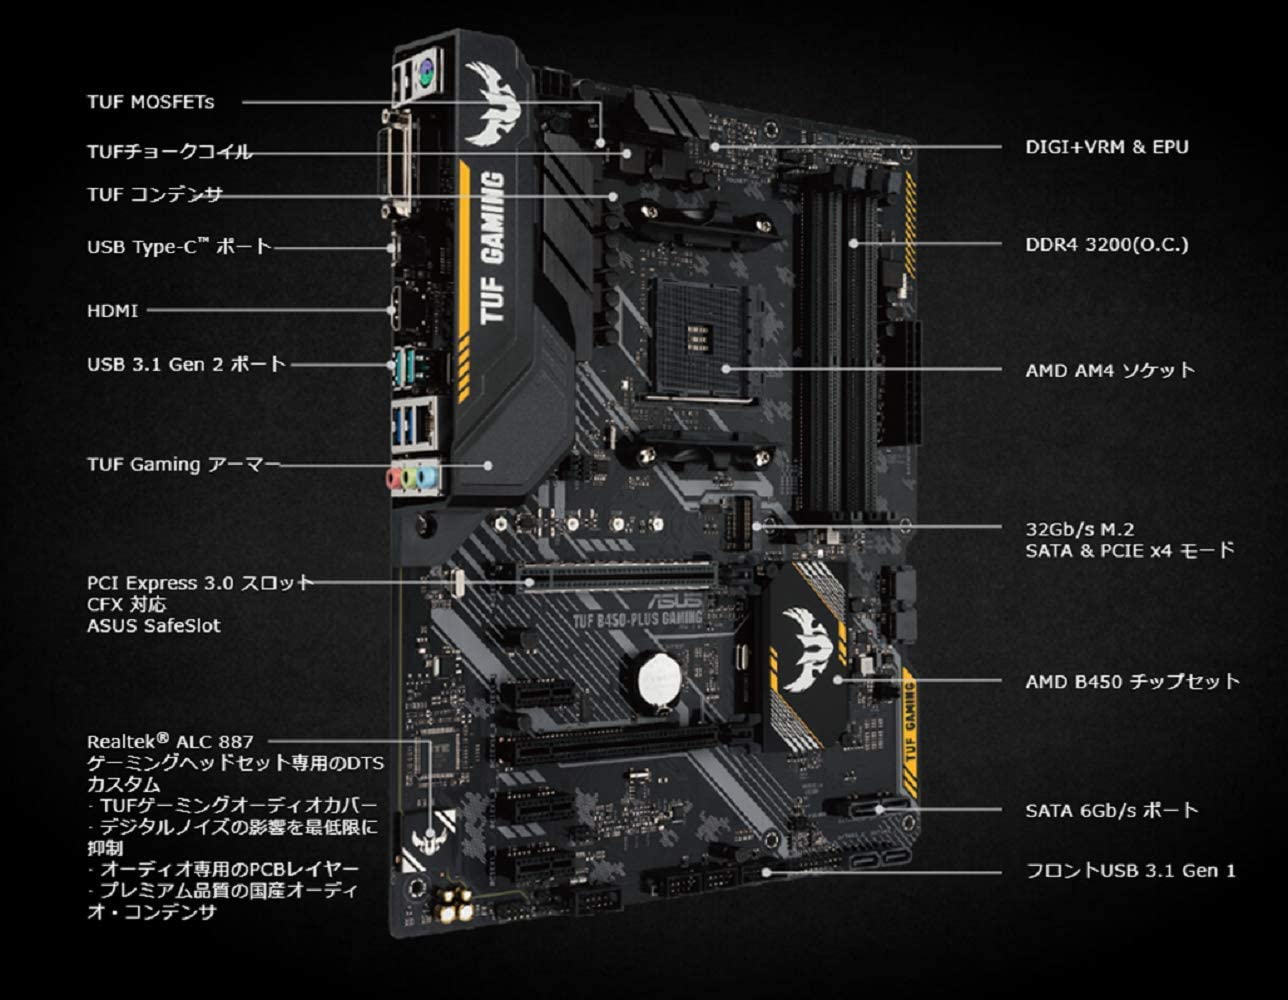 TUF MOSFETs
TUFチョークコイル
TUF コンデンサ
USB Type-C™ ポート
HDMI
USB 3.1 Gen 2 ポート
TUF Gaming アーマー
PCI Express 3.0 スロット
CFX 対応
ASUS SafeSlot
Realtek® ALC 887
ゲーミングヘッドセット専用のDTS
カスタム
· TUFゲーミングオーディオカバー
· デジタルノイズの影響を最低限に
抑制
· オーディオ専用のPCBレイヤー
· プレミアム品質の国産オーディ
オ・コンデンサ
TUF GAMING
ASUS
TUF B450-PLUS GAMING
TUF GAMING
DIGI+VRM & EPU
DDR4 3200(O.C.)
AMD AM4 ソケット
32Gb/s M.2
SATA & PCIE x4 モード
AMD B450 チップセット
SATA 6Gb/s ポート
フロントUSB 3.1 Gen 1